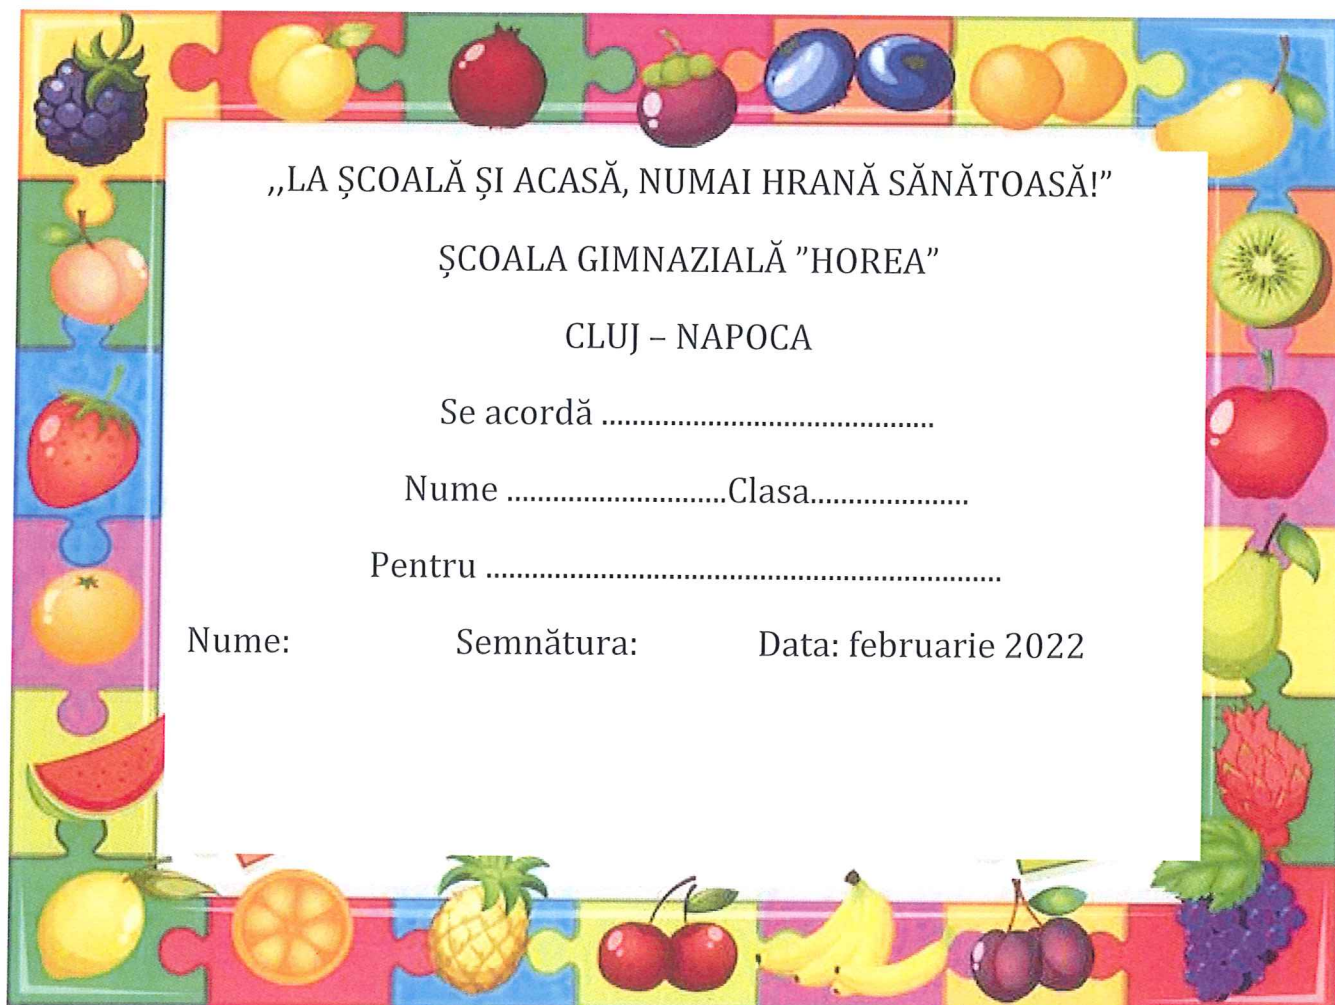 ,,LA ȘCOALĂ ȘI ACASĂ, NUMAI HRANĂ SĂNĂTOASĂ!”
ȘCOALA GIMNAZIALĂ ”HOREA”
CLUJ – NAPOCA
Se acordă ............................................
Nume .............................Clasa.....................
Pentru ....................................................................
Nume: Semnătura: Data: februarie 2022